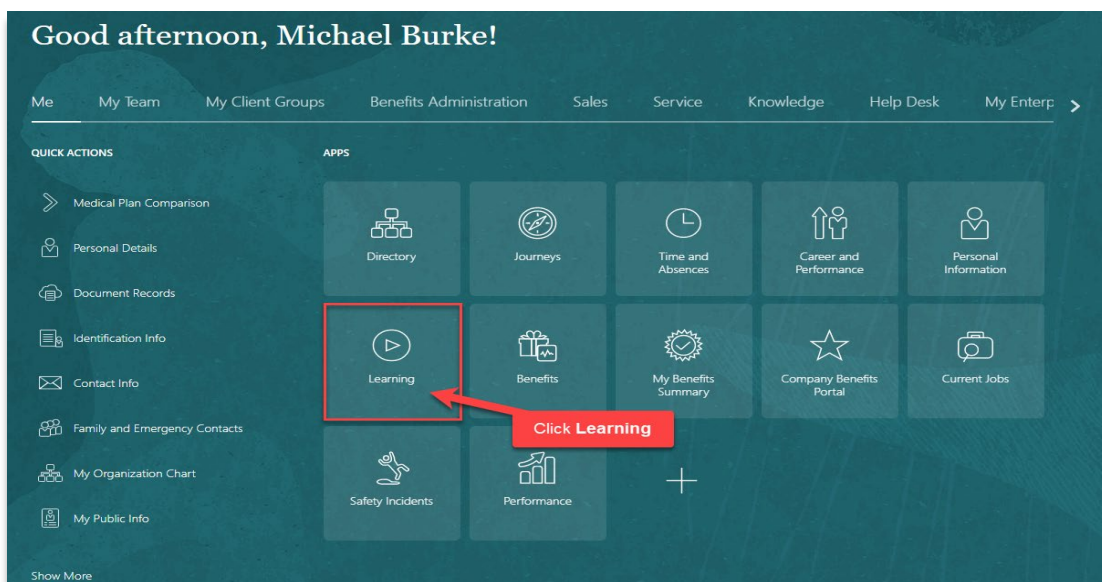 Good afternoon, Michael Burke!
Me My Team My Client Groups Benefits Administration Sales Service Knowledge Help Desk My Enterp
QUICK ACTIONS
Medical Plan Comparison
Personal Details
Document Records
Identification Info
Contact Info
Family and Emergency Contacts
My Organization Chart
My Public Info
Show More
APPS
Directory
Journeys
Time and
Absences
Career and
Performance
Personal
Information
Learning
Benefits
My Benefits
Summary
Company Benefits
Portal
Current Jobs
Click Learning
Safety Incidents
Performance